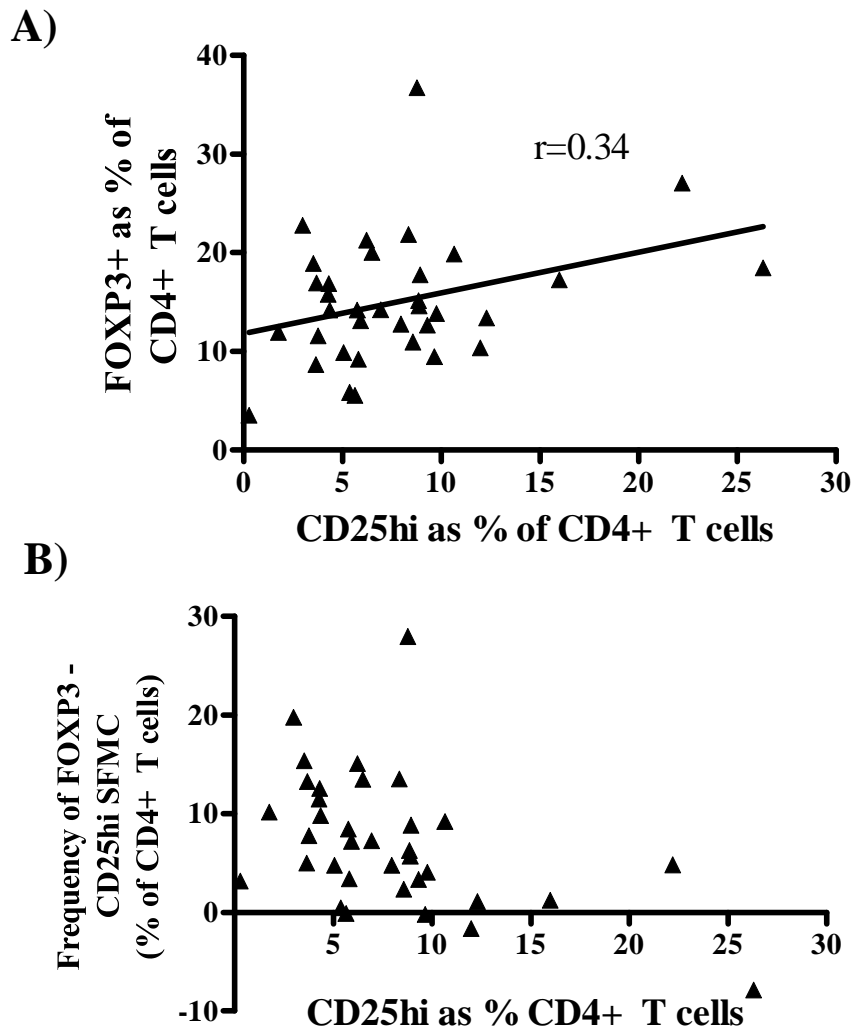 A)
40
30
20
10
0
FOXP3+ as % of
CD4+ T cells
r=0.34
0 5 10 15 20 25 30
CD25hi as % of CD4+ T cells
B)
30
20
10
0
-10
Frequency of FOXP3 -
CD25hi SFMC
(% of CD4+ T cells)
5 10 15 20 25 30
CD25hi as % CD4+ T cells